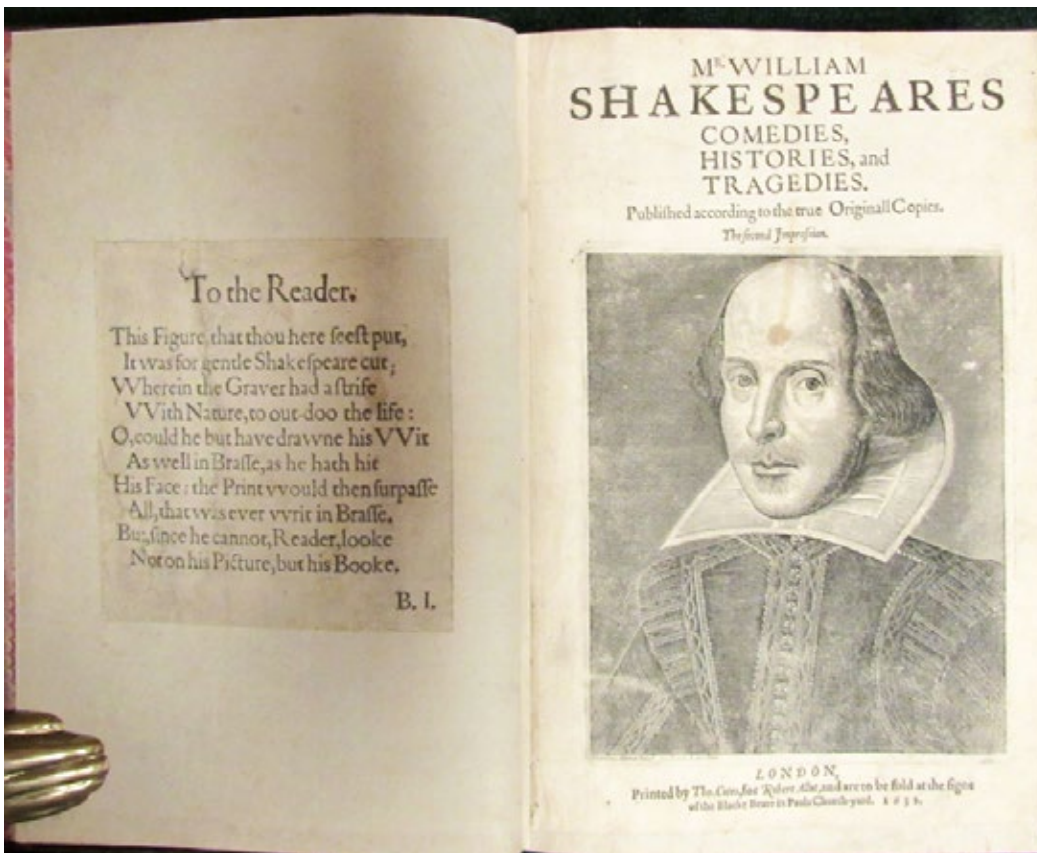 To the Reader.
This Figure, that thou here seeſt put,
It was for gentle Shakeſpeare cut;
VVherein the Graver had a ſtrife
VVith Nature, to out-doo the life :
O, could he but have dravvne his VVit
As well in Braſſe, as he hath hit
His Face ; the Print vvould then ſurpaſſe
All, that vvas ever vvrit in Braſſe.
But, ſince he cannot, Reader, looke
Not on his Picture, but his Booke.
B. I.
Mr. WILLIAM
SHAKESPEARES
COMEDIES,
HISTORIES, and
TRAGEDIES.
Publiſhed according to the true Originall Copies.
The ſecond Impreſſion.
LONDON,
Printed by Tho. Cotes, for Robert Allot, and are to be ſold at the ſigne
of the Blacke Beare in Pauls Church-yard. 1632.